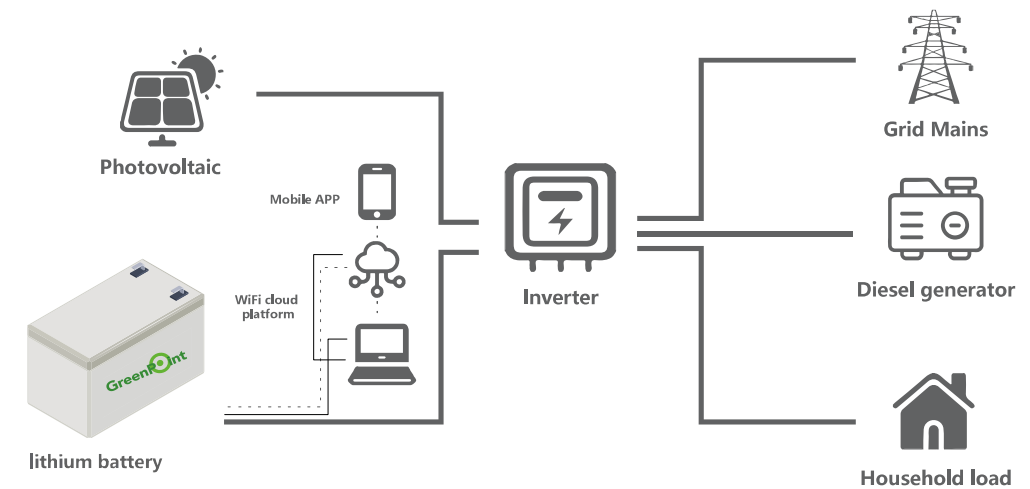 Photovoltaic
Mobile APP
WiFi cloud
platform
GreenPoint
lithium battery
Inverter
Grid Mains
Diesel generator
Household load